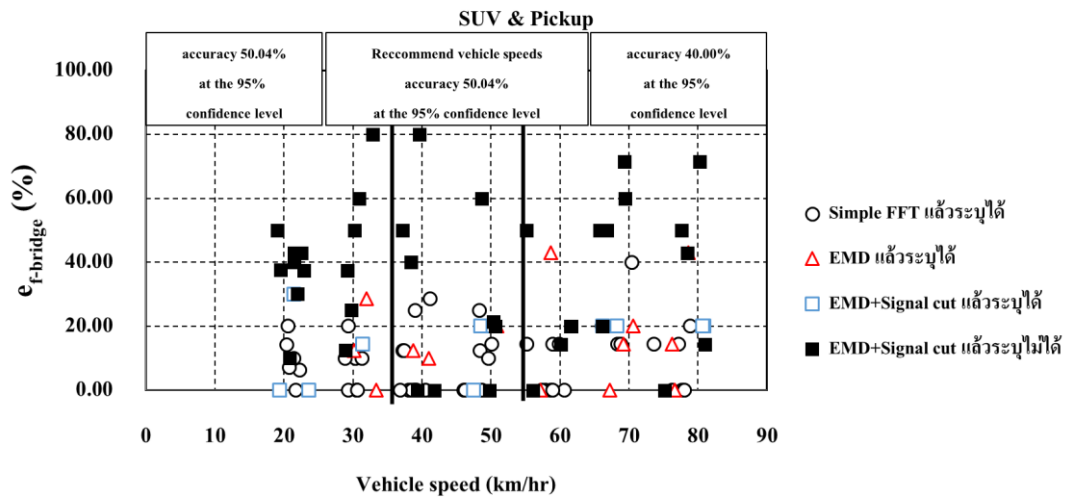 SUV & Pickup
accuracy 50.04%
at the 95%
confidence level
Reccommend vehicle speeds
accuracy 50.04%
at the 95% confidence level
accuracy 40.00%
at the 95%
confidence level
e f-bridge (%)
100.00
80.00
60.00
40.00
20.00
0.00
0 10 20 30 40 50 60 70 80 90
Vehicle speed (km/hr)
Simple FFT แล้วระบุได้
EMD แล้วระบุได้
EMD+Signal cut แล้วระบุได้
EMD+Signal cut แล้วระบุไม่ได้